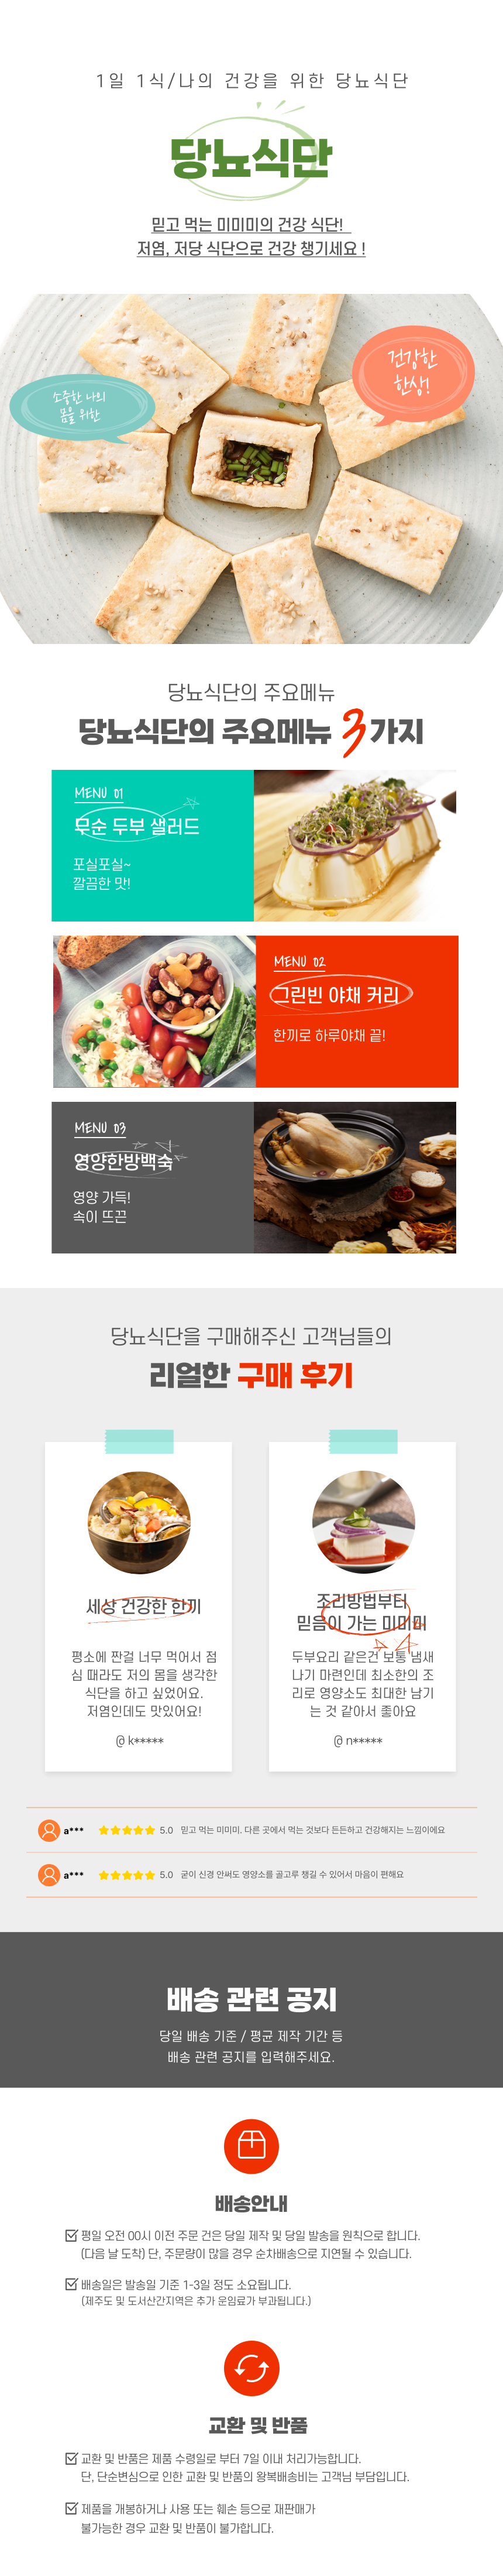 1일 1식/나의 건강을 위한 당뇨식단
당뇨식단
믿고 먹는 미미미의 건강 식단!
저염, 저당 식단으로 건강 챙기세요 !
건강한
한상!
소중한 나의
몸을 위한
당뇨식단의 주요메뉴
당뇨식단의 주요메뉴 3가지
MENU 01
무순 두부 샐러드
포실포실~
깔끔한 맛!
MENU 02
그린빈 야채 커리
한끼로 하루야채 끝!
MENU 03
영양한방백숙
영양 가득!
속이 뜨끈
당뇨식단을 구매해주신 고객님들의
리얼한 구매 후기
세상 건강한 한끼
평소에 짠걸 너무 먹어서 점
심 때라도 저의 몸을 생각한
식단을 하고 싶었어요.
저염인데도 맛있어요!
@ k*****
조리방법부터
믿음이 가는 미미미
두부요리 같은건 보통 냄새
나기 마련인데 최소한의 조
리로 영양소도 최대한 남기
는 것 같아서 좋아요
@ n*****
a*** 5.0 믿고 먹는 미미미. 다른 곳에서 먹는 것보다 든든하고 건강해지는 느낌이에요
a*** 5.0 굳이 신경 안써도 영양소를 골고루 챙길 수 있어서 마음이 편해요
배송 관련 공지
당일 배송 기준 / 평균 제작 기간 등
배송 관련 공지를 입력해주세요.
배송안내
평일 오전 00시 이전 주문 건은 당일 제작 및 당일 발송을 원칙으로 합니다.
(다음 날 도착) 단, 주문량이 많을 경우 순차배송으로 지연될 수 있습니다.
배송일은 발송일 기준 1-3일 정도 소요됩니다.
(제주도 및 도서산간지역은 추가 운임료가 부과됩니다.)
교환 및 반품
교환 및 반품은 제품 수령일로 부터 7일 이내 처리가능합니다.
단, 단순변심으로 인한 교환 및 반품의 왕복배송비는 고객님 부담입니다.
제품을 개봉하거나 사용 또는 훼손 등으로 재판매가
불가능한 경우 교환 및 반품이 불가합니다.